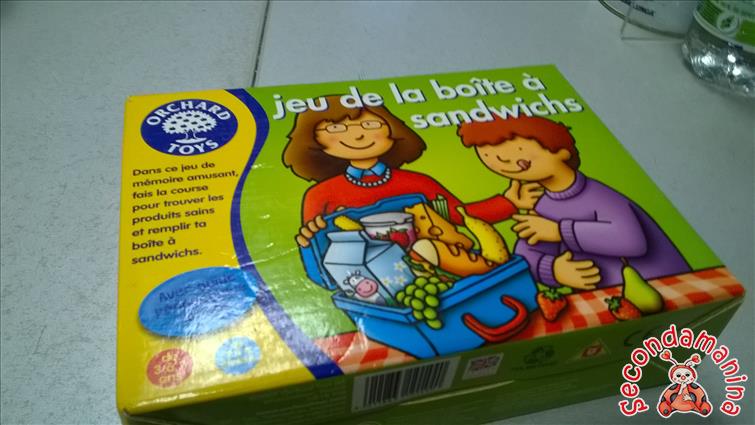 jeu de la boîte à
sandwichs
ORCHARD
TOYS
Dans ce jeu de
mémoire amusant,
fais la course
pour trouver les
produits sains
et remplir ta
boîte à
sandwichs.
secondamanina